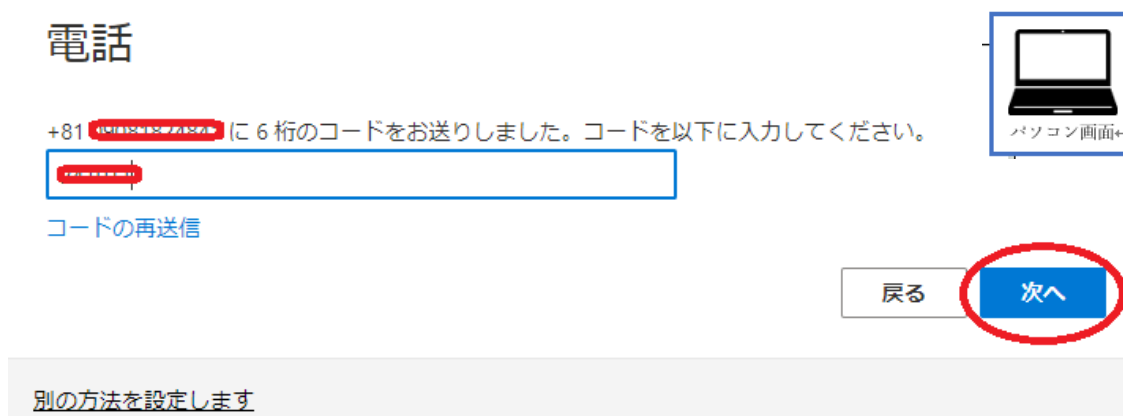 電話
パソコン画面↵
+81 に 6 桁のコードをお送りしました。コードを以下に入力してください。
コードの再送信
戻る
次へ
別の方法を設定します